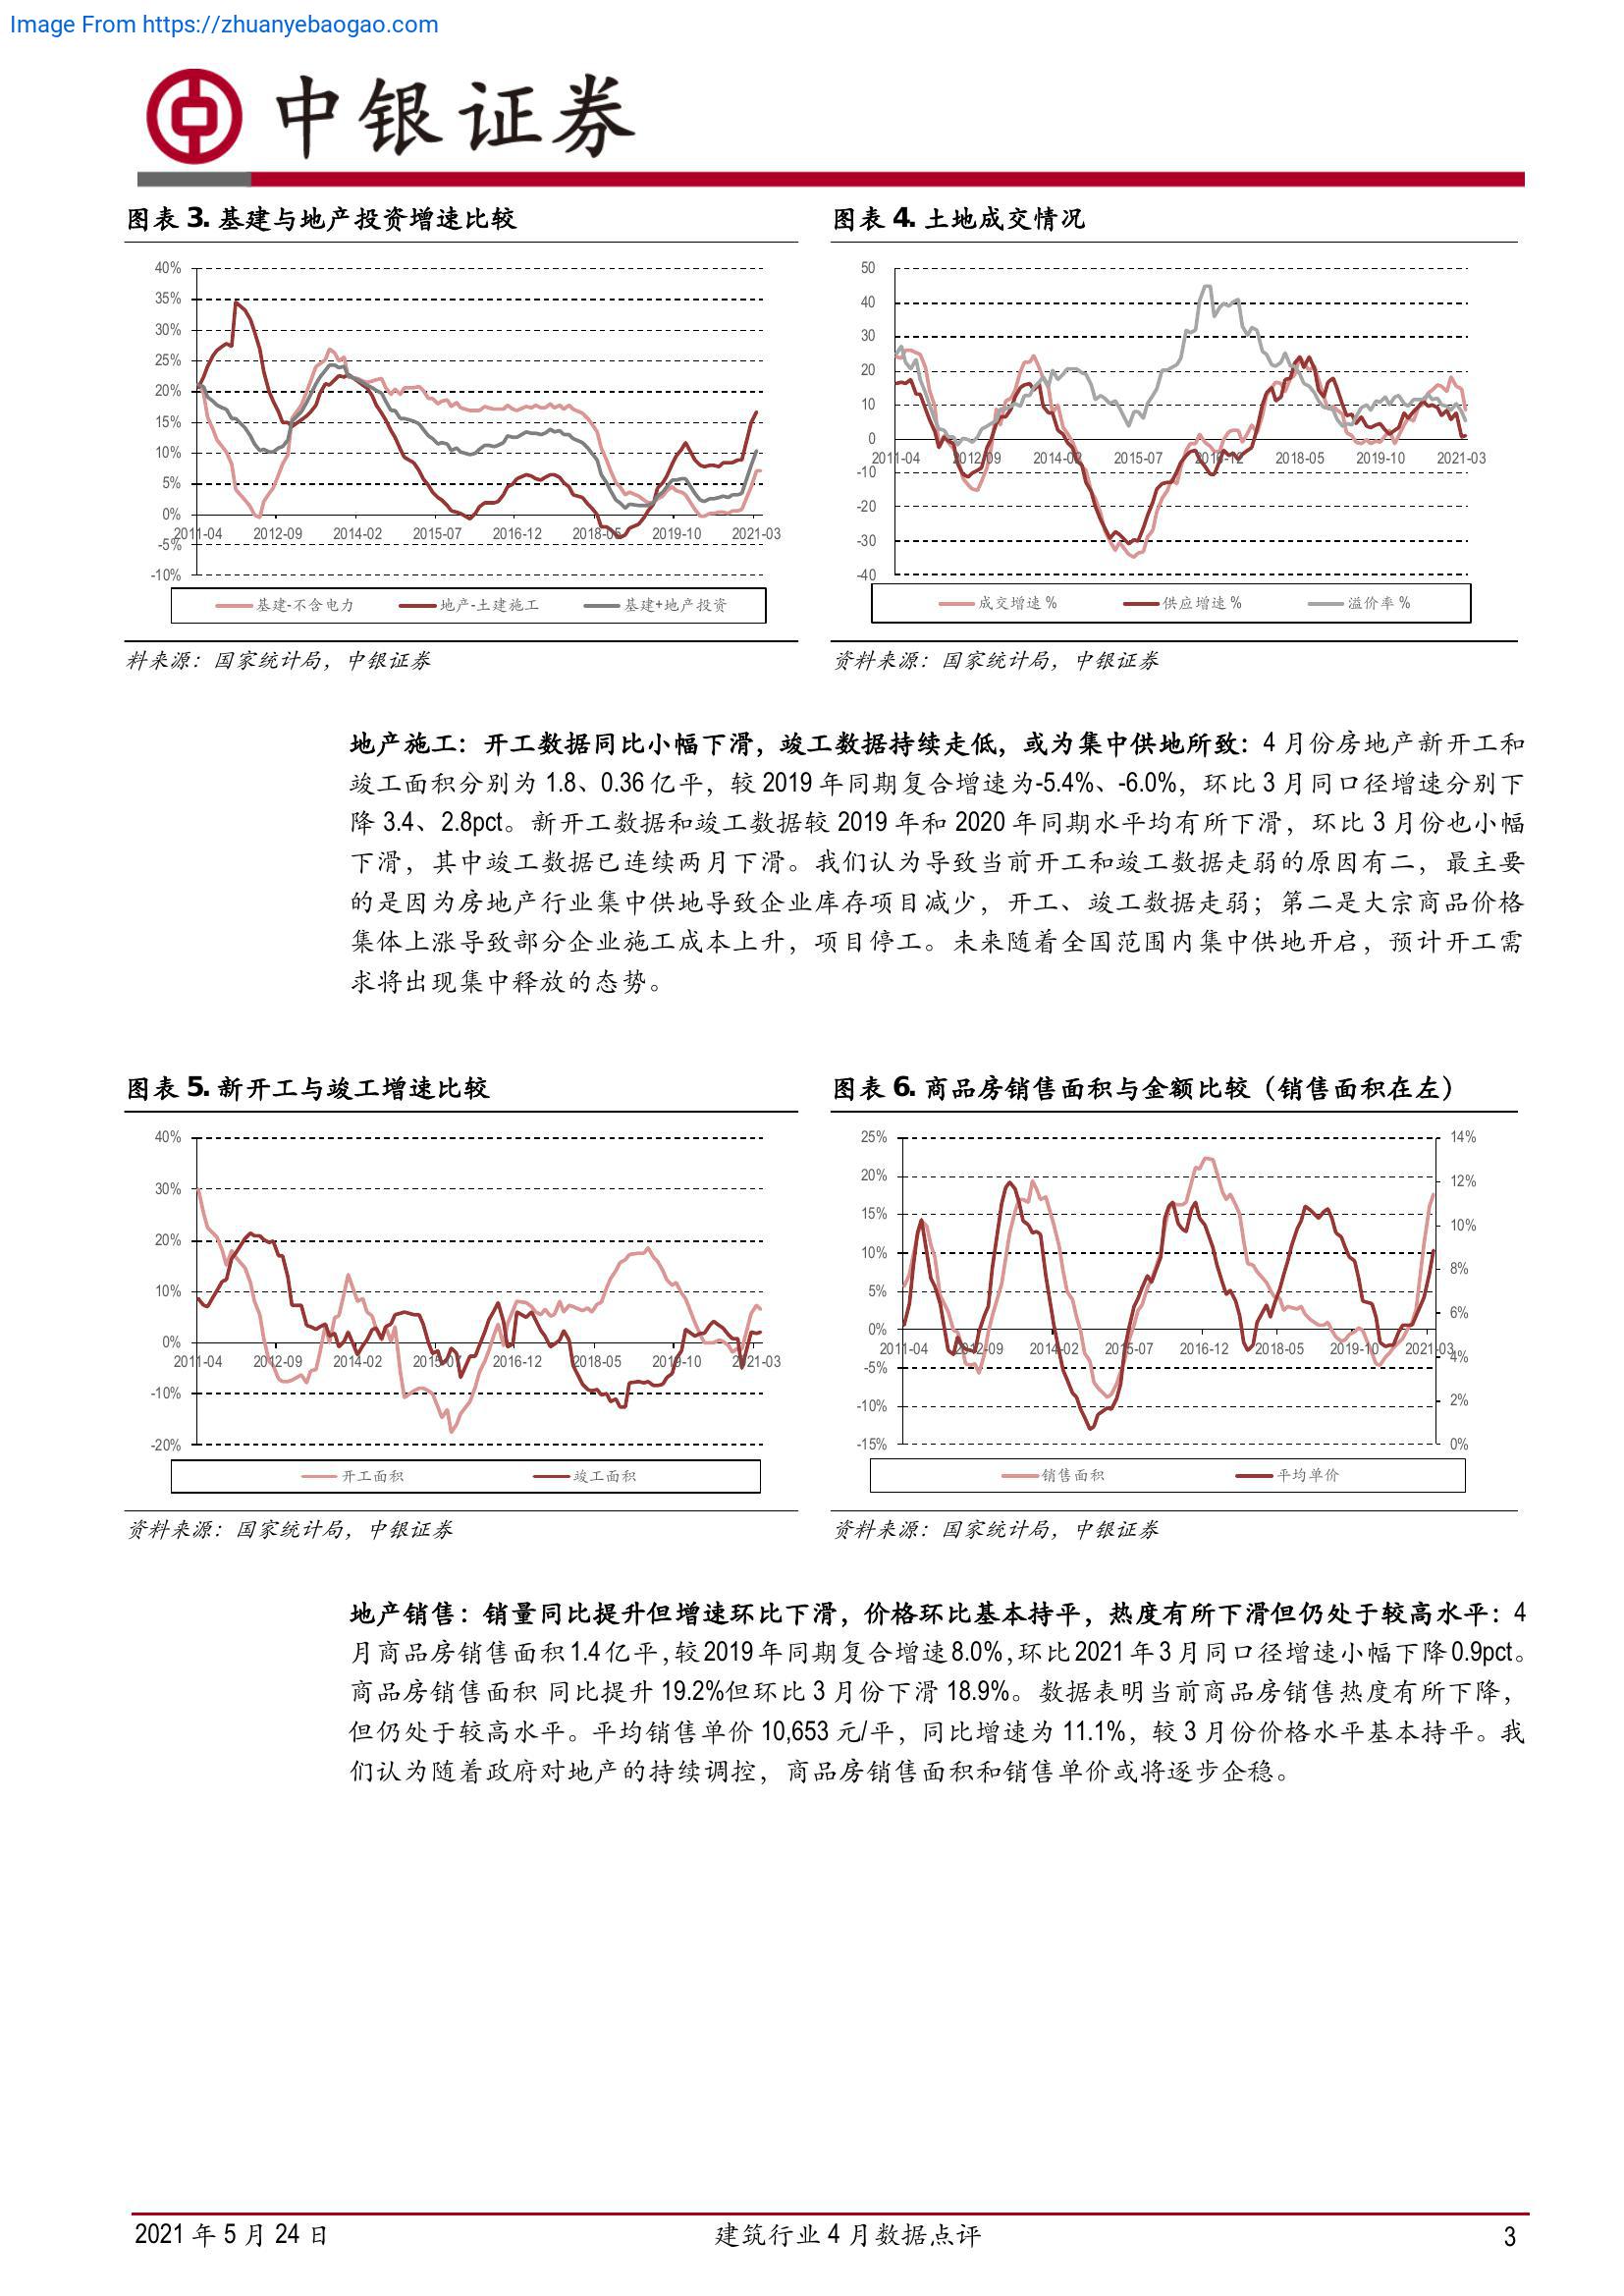 Image From https://zhuanyebaogao.com
中银证券
图表 3. 基建与地产投资增速比较
40%
35%
30%
25%
20%
15%
10%
5%
0%
-5%
-10%
2011-04 2012-09 2014-02 2015-07 2016-12 2018-05 2019-10 2021-03
基建-不含电力 地产-土建施工 基建+地产投资
料来源：国家统计局，中银证券
图表 4. 土地成交情况
50
40
30
20
10
0
-10
-20
-30
-40
2011-04 2012-09 2014-02 2015-07 2016-12 2018-05 2019-10 2021-03
成交增速 % 供应增速 % 溢价率 %
资料来源：国家统计局，中银证券
地产施工：开工数据同比小幅下滑，竣工数据持续走低，或为集中供地所致：4 月份房地产新开工和
竣工面积分别为 1.8、0.36 亿平，较 2019 年同期复合增速为-5.4%、-6.0%，环比 3 月同口径增速分别下
降 3.4、2.8pct。新开工数据和竣工数据较 2019 年和 2020 年同期水平均有所下滑，环比 3 月份也小幅
下滑，其中竣工数据已连续两月下滑。我们认为导致当前开工和竣工数据走弱的原因有二，最主要
的是因为房地产行业集中供地导致企业库存项目减少，开工、竣工数据走弱；第二是大宗商品价格
集体上涨导致部分企业施工成本上升，项目停工。未来随着全国范围内集中供地开启，预计开工需
求将出现集中释放的态势。
图表 5. 新开工与竣工增速比较
40%
30%
20%
10%
0%
-10%
-20%
2011-04 2012-09 2014-02 2015-07 2016-12 2018-05 2019-10 2021-03
开工面积 竣工面积
资料来源：国家统计局，中银证券
图表 6. 商品房销售面积与金额比较（销售面积在左）
25%
20%
15%
10%
5%
0%
-5%
-10%
-15%
14%
12%
10%
8%
6%
4%
2%
0%
2011-04 2012-09 2014-02 2015-07 2016-12 2018-05 2019-10 2021-03
销售面积 平均单价
资料来源：国家统计局，中银证券
地产销售：销量同比提升但增速环比下滑，价格环比基本持平，热度有所下滑但仍处于较高水平：4
月商品房销售面积 1.4 亿平，较 2019 年同期复合增速 8.0%，环比 2021 年 3 月同口径增速小幅下降 0.9pct。
商品房销售面积 同比提升 19.2%但环比 3 月份下滑 18.9%。数据表明当前商品房销售热度有所下降，
但仍处于较高水平。平均销售单价 10,653 元/平，同比增速为 11.1%，较 3 月份价格水平基本持平。我
们认为随着政府对地产的持续调控，商品房销售面积和销售单价或将逐步企稳。
2021 年 5 月 24 日 建筑行业 4 月数据点评 3